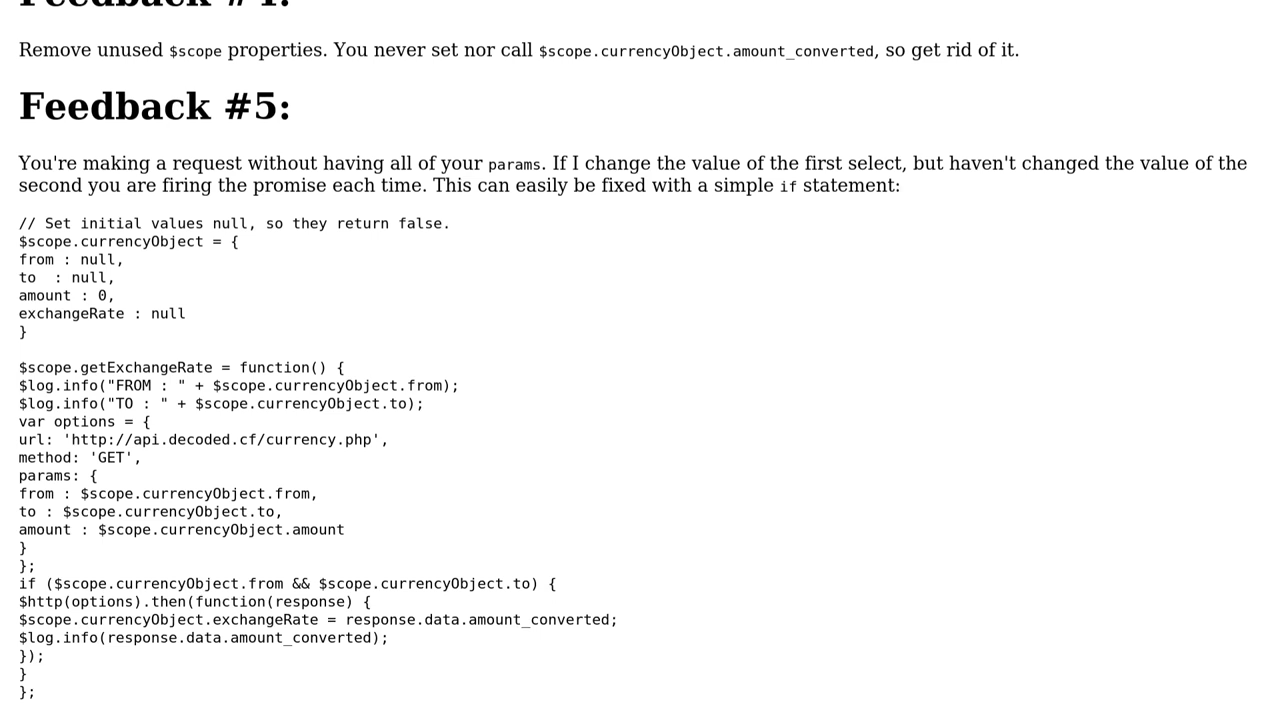 Feedback #4:
Remove unused $scope properties. You never set nor call $scope.currencyObject.amount_converted, so get rid of it.
Feedback #5:
You're making a request without having all of your params. If I change the value of the first select, but haven't changed the value of the
second you are firing the promise each time. This can easily be fixed with a simple if statement:
// Set initial values null, so they return false.
$scope.currencyObject = {
from : null,
to  : null,
amount : 0,
exchangeRate : null
}
$scope.getExchangeRate = function() {
$log.info("FROM : " + $scope.currencyObject.from);
$log.info("TO : " + $scope.currencyObject.to);
var options = {
url: 'http://api.decoded.cf/currency.php',
method: 'GET',
params: {
from : $scope.currencyObject.from,
to : $scope.currencyObject.to,
amount : $scope.currencyObject.amount
}
};
if ($scope.currencyObject.from && $scope.currencyObject.to) {
$http(options).then(function(response) {
$scope.currencyObject.exchangeRate = response.data.amount_converted;
$log.info(response.data.amount_converted);
});
}
};